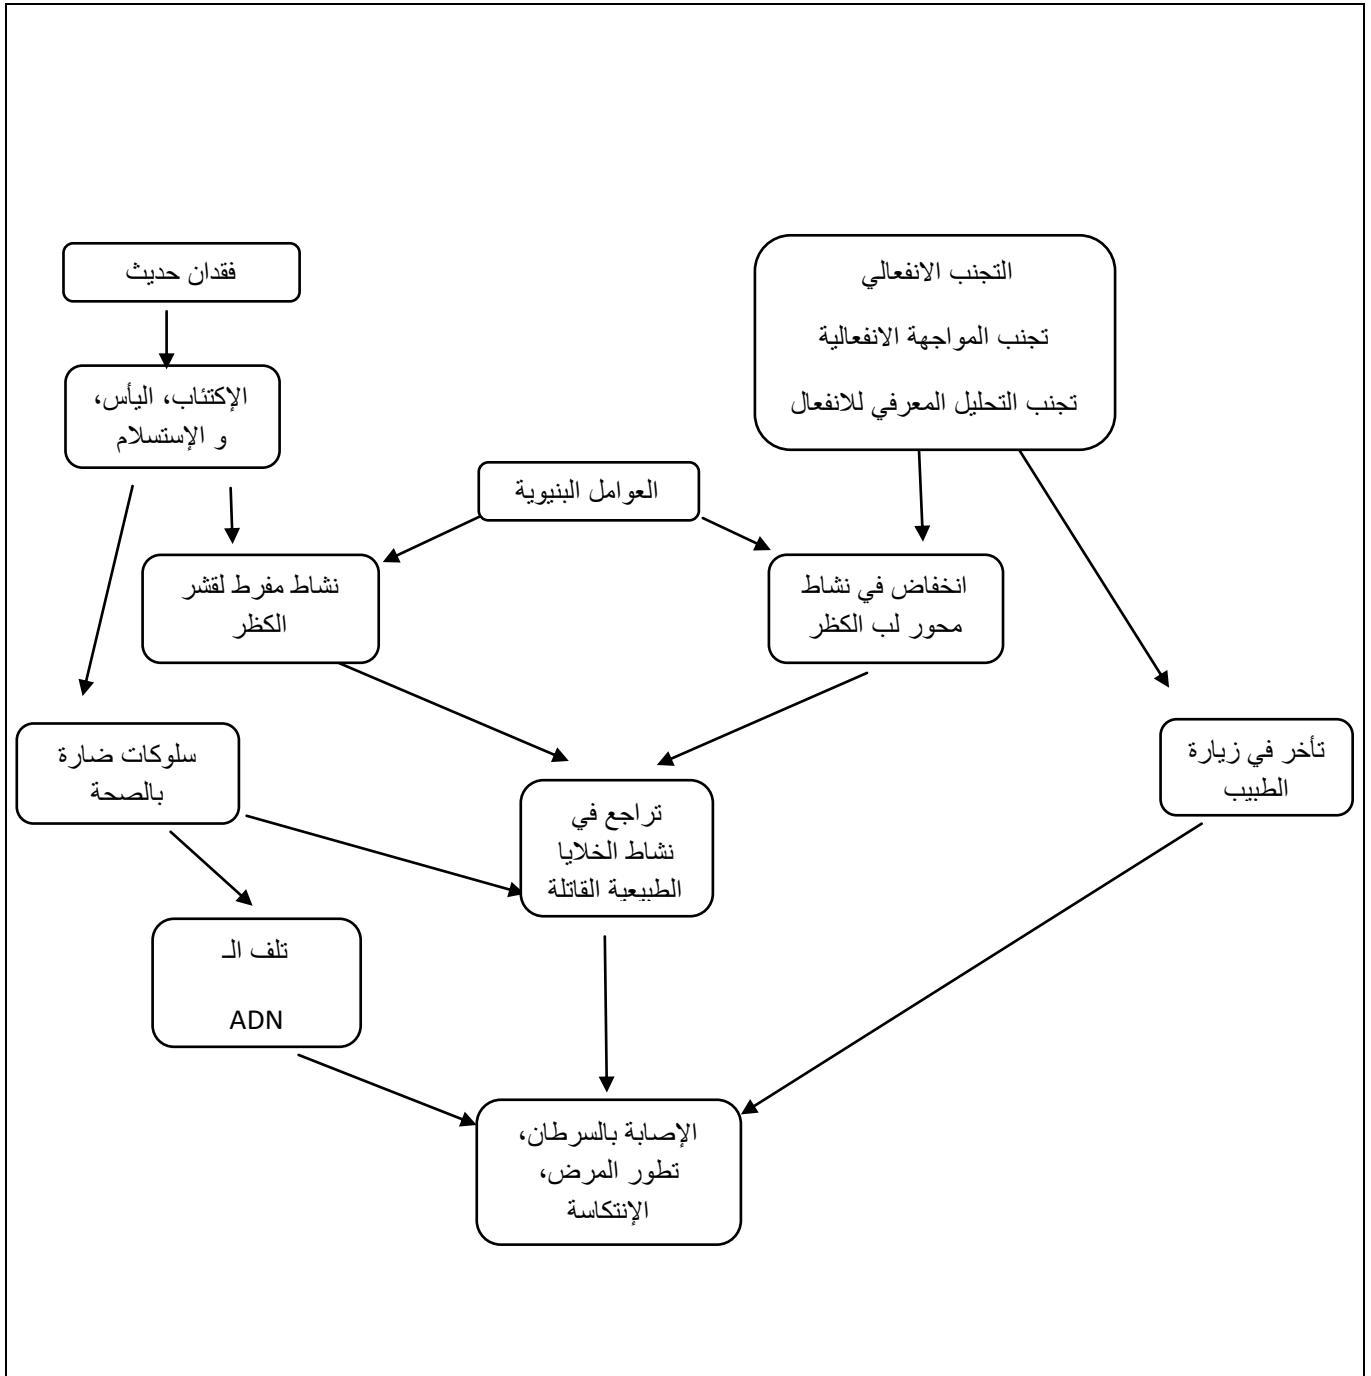 فقدان حديث
التجنب الانفعالي
تجنب المواجهة الانفعالية
تجنب التحليل المعرفي للانفعال
الإكتئاب، اليأس،
و الإستسلام
العوامل البنيوية
نشاط مفرط لقشر
الكظر
انخفاض في نشاط
محور لب الكظر
سلوكات ضارة
بالصحة
تأخر في زيارة
الطبيب
تراجع في
نشاط الخلايا
الطبيعية القاتلة
تلف الـ
ADN
الإصابة بالسرطان،
تطور المرض،
الإنتكاسة